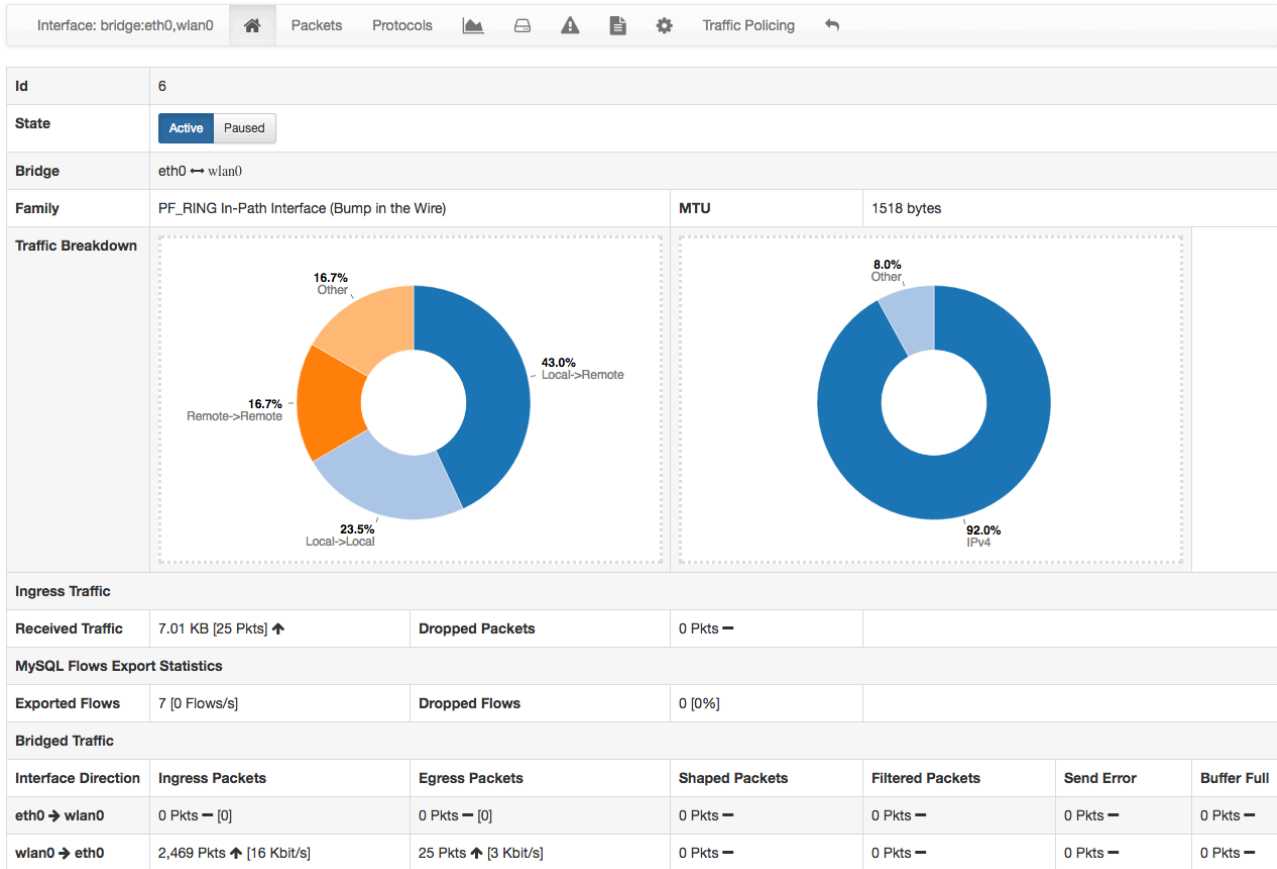 Interface: bridge:eth0,wlan0 Packets Protocols Traffic Policing
Id 6
State Active Paused
Bridge eth0 ↔ wlan0
Family PF_RING In-Path Interface (Bump in the Wire) MTU 1518 bytes
Traffic Breakdown
16.7%
Other
43.0%
Local->Remote
16.7%
Remote->Remote
23.5%
Local->Local
8.0%
Other
92.0%
IPv4
Ingress Traffic
Received Traffic 7.01 KB [25 Pkts] ↑ Dropped Packets 0 Pkts –
MySQL Flows Export Statistics
Exported Flows 7 [0 Flows/s] Dropped Flows 0 [0%]
Bridged Traffic
Interface Direction Ingress Packets Egress Packets Shaped Packets Filtered Packets Send Error Buffer Full
eth0 → wlan0 0 Pkts – [0] 0 Pkts – [0] 0 Pkts – 0 Pkts – 0 Pkts – 0 Pkts –
wlan0 → eth0 2,469 Pkts ↑ [16 Kbit/s] 25 Pkts ↑ [3 Kbit/s] 0 Pkts – 0 Pkts – 0 Pkts – 0 Pkts –